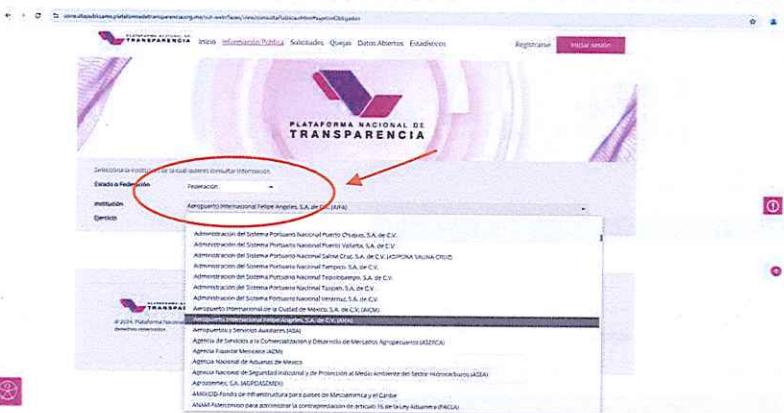 consultapublicamx.plataformadetransparencia.org.mx/vut-web/faces/view/consultaPublica.xhtml#sujetosObligados
PLATAFORMA NACIONAL DE
TRANSPARENCIA
Inicio Información Pública Solicitudes Quejas Datos Abiertos Estadísticos
Registrarse Iniciar sesión
PLATAFORMA NACIONAL DE
TRANSPARENCIA
Selecciona la institución de la cual quieres consultar información
Estado o Federación Federación
Institución Aeropuerto Internacional Felipe Ángeles, S.A. de C.V. (AIFA)
Ejercicio
Administración del Sistema Portuario Nacional Puerto Chiapas, S.A. de C.V.
Administración del Sistema Portuario Nacional Puerto Vallarta, S.A. de C.V.
Administración del Sistema Portuario Nacional Salina Cruz, S.A. de C.V. (ASIPONA SALINA CRUZ)
Administración del Sistema Portuario Nacional Tampico, S.A. de C.V.
Administración del Sistema Portuario Nacional Topolobampo, S.A. de C.V.
Administración del Sistema Portuario Nacional Tuxpan, S.A. de C.V.
Administración del Sistema Portuario Nacional Veracruz, S.A. de C.V.
Aeropuerto Internacional de la Ciudad de México, S.A. de C.V. (AICM)
Aeropuerto Internacional Felipe Ángeles, S.A. de C.V. (AIFA)
Aeropuertos y Servicios Auxiliares (ASA)
Agencia de Servicios a la Comercialización y Desarrollo de Mercados Agropecuarios (ASERCA)
Agencia Espacial Mexicana (AEM)
Agencia Nacional de Aduanas de México
Agencia Nacional de Seguridad Industrial y de Protección al Medio Ambiente del Sector Hidrocarburos (ASEA)
Agroasemex, S.A. (AGROASEMEX)
AMEXCID-Fondo de infraestructura para países de Mesoamérica y el Caribe
ANAM-Fideicomiso para administrar la contraprestación de artículo 16 de la Ley Aduanera (FACLA)
TRANSPA
© 2024. Plataforma Nacional
derechos reservados